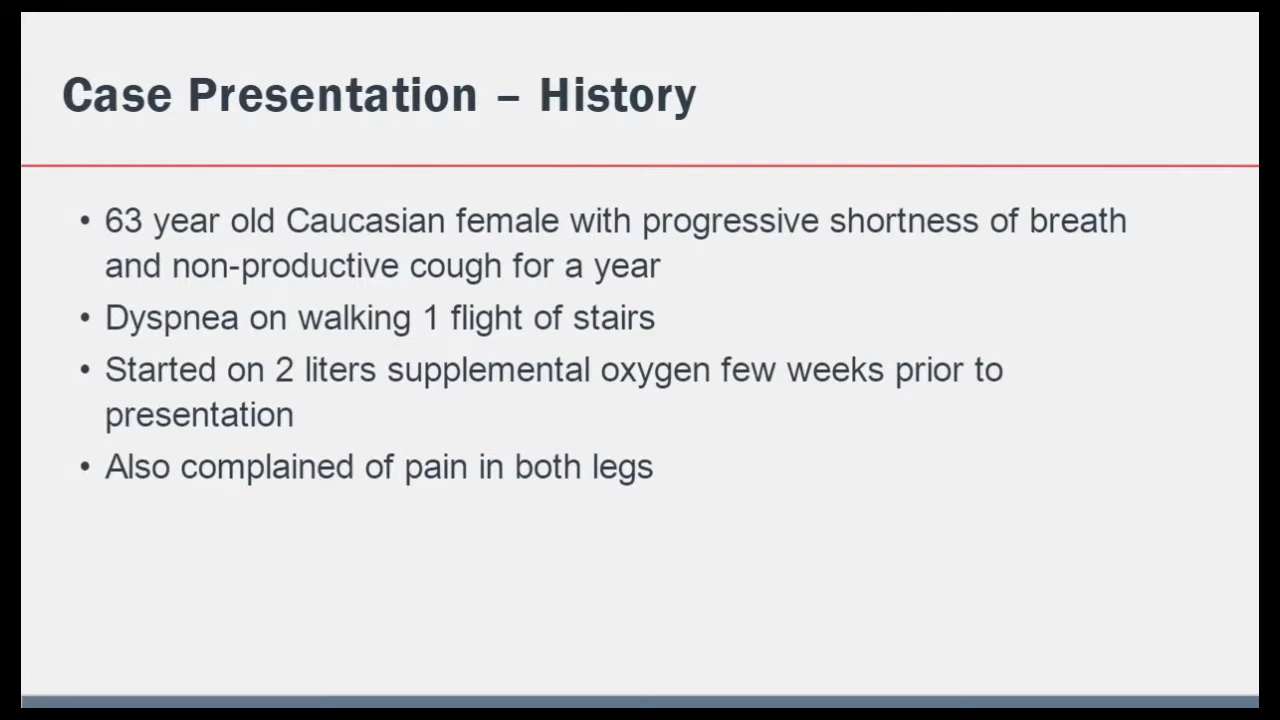 Case Presentation – History
• 63 year old Caucasian female with progressive shortness of breath
and non-productive cough for a year
• Dyspnea on walking 1 flight of stairs
• Started on 2 liters supplemental oxygen few weeks prior to
presentation
• Also complained of pain in both legs